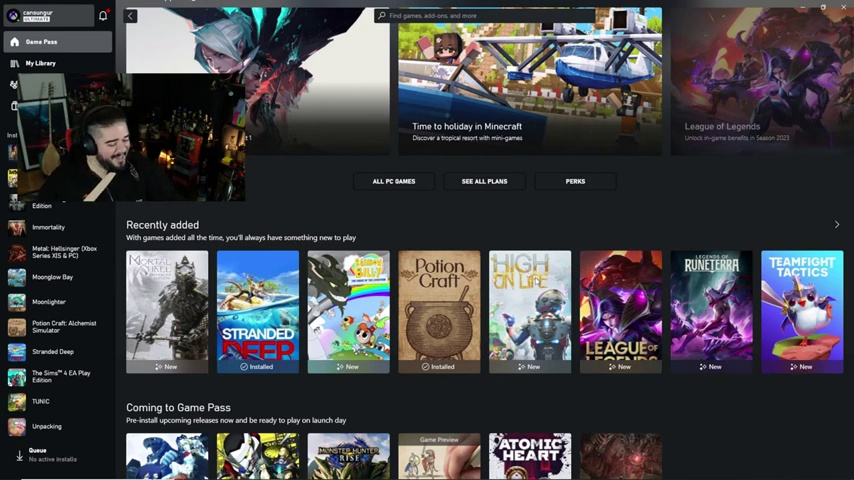 cansungur
ULTIMATE
Find games, add-ons, and more
Game Pass
My Library
Time to holiday in Minecraft
Discover a tropical resort with mini-games
League of Legends
Unlock in-game benefits in Season 2023
ALL PC GAMES
SEE ALL PLANS
PERKS
Edition
Immortality
Metal: Hellsinger (Xbox
Series X|S & PC)
Moonglow Bay
Moonlighter
Potion Craft: Alchemist
Simulator
Stranded Deep
The Sims™ 4 EA Play
Edition
TUNIC
Unpacking
Queue
No active installs
Recently added
With games added all the time, you'll always have something new to play
MORTAL
SHELL
New
STRANDED
DEEP
Installed
New
Potion
Craft
Installed
HIGH
ON LIFE
New
LEAGUE OF
LEGENDS
New
LEGENDS OF
RUNETERRA
New
TEAMFIGHT
TACTICS
New
Coming to Game Pass
Pre-install upcoming releases now and be ready to play on launch day
MONSTER HUNTER
RISE
Game Preview
ATOMIC
HEART